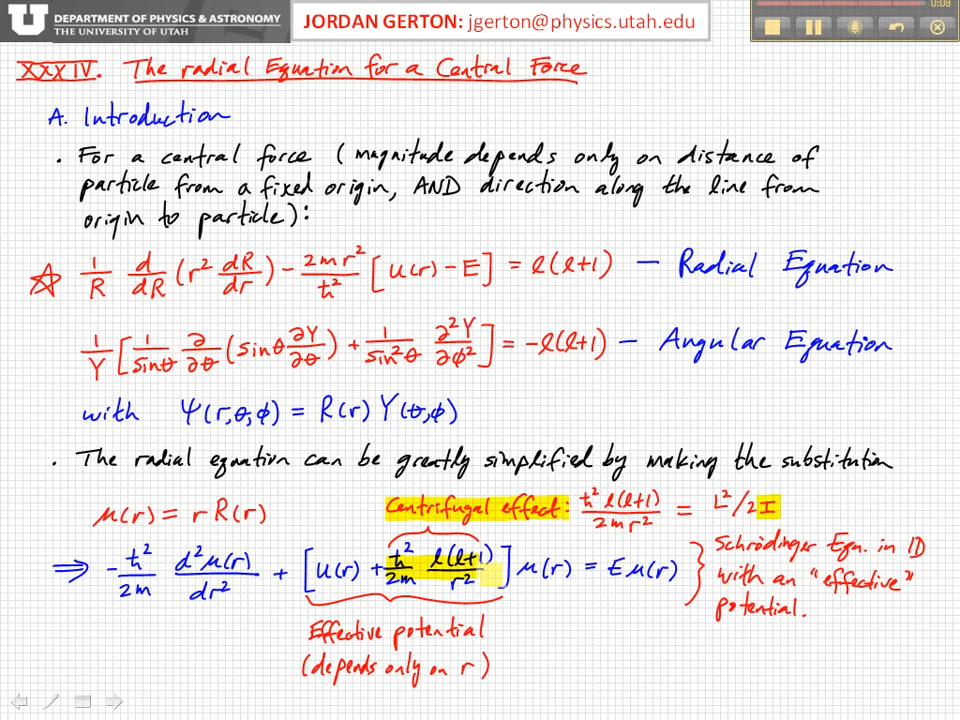 DEPARTMENT OF PHYSICS & ASTRONOMY
THE UNIVERSITY OF UTAH
JORDAN GERTON: jgerton@physics.utah.edu
0:08
XXXIV. The radial Equation for a Central Force
A. Introduction
. For a central force (magnitude depends only on distance of
particle from a fixed origin, AND direction along the line from
origin to particle):
☆ 1/R d/dR (r² dR/dr) - 2mr²/ħ² [U(r) - E] = l(l+1) — Radial Equation
1/Y [1/sinθ ∂/∂θ (sinθ ∂Y/∂θ) + 1/sin²θ ∂²Y/∂φ²] = -l(l+1) — Angular Equation
with Ψ(r,θ,φ) = R(r) Y(θ,φ)
. The radial equation can be greatly simplified by making the substitution
μ(r) = r R(r)
Centrifugal effect: ħ² l(l+1)/2mr² = L²/2I
⇒ -ħ²/2m d²μ(r)/dr² + [U(r) + ħ²/2m l(l+1)/r²] μ(r) = E μ(r)
Schrödinger Eqn. in 1D
with an "effective"
potential.
Effective potential
(depends only on r)